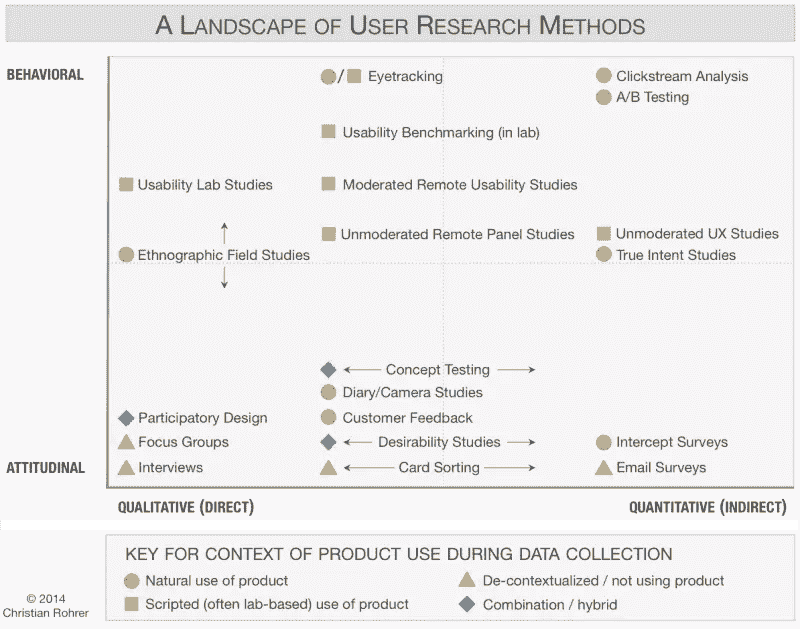 A LANDSCAPE OF USER RESEARCH METHODS
BEHAVIORAL
/ Eyetracking
Clickstream Analysis
A/B Testing
Usability Benchmarking (in lab)
Usability Lab Studies
Moderated Remote Usability Studies
Unmoderated Remote Panel Studies
Unmoderated UX Studies
Ethnographic Field Studies
True Intent Studies
Concept Testing
Diary/Camera Studies
Participatory Design
Customer Feedback
Focus Groups
Desirability Studies
Intercept Surveys
ATTITUDINAL
Interviews
Card Sorting
Email Surveys
QUALITATIVE (DIRECT)
QUANTITATIVE (INDIRECT)
KEY FOR CONTEXT OF PRODUCT USE DURING DATA COLLECTION
Natural use of product
De-contextualized / not using product
Scripted (often lab-based) use of product
Combination / hybrid
© 2014
Christian Rohrer